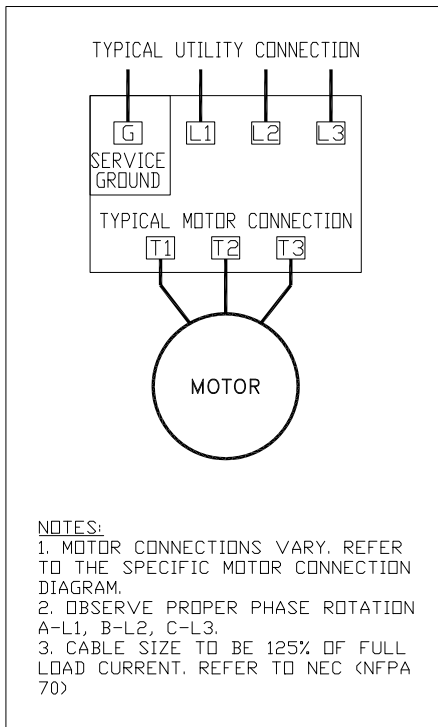 TYPICAL UTILITY CONNECTION
G L1 L2 L3
SERVICE
GROUND
TYPICAL MOTOR CONNECTION
T1 T2 T3
MOTOR
NOTES:
1. MOTOR CONNECTIONS VARY. REFER
TO THE SPECIFIC MOTOR CONNECTION
DIAGRAM.
2. OBSERVE PROPER PHASE ROTATION
A-L1, B-L2, C-L3.
3. CABLE SIZE TO BE 125% OF FULL
LOAD CURRENT. REFER TO NEC (NFPA
70)